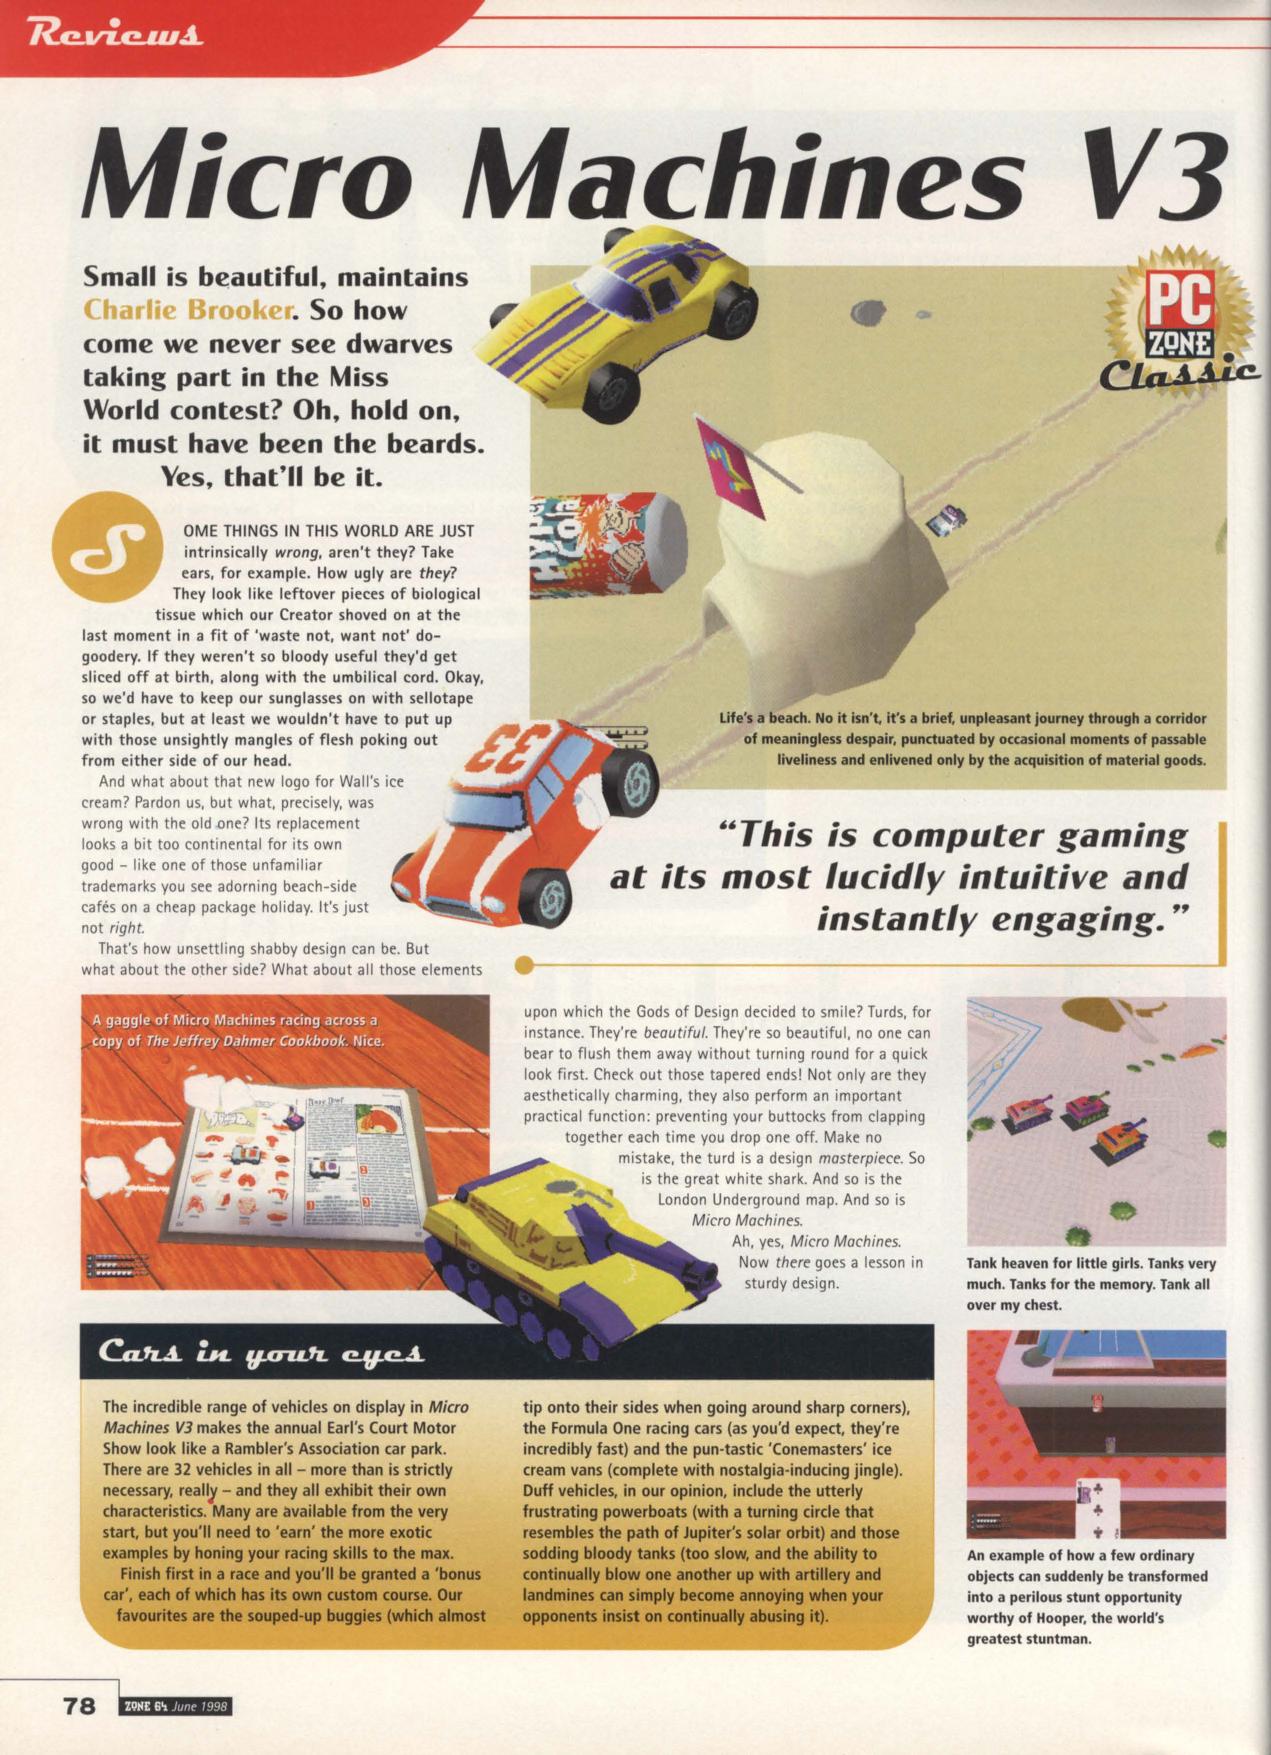 Reviews
Micro Machines V3
Small is beautiful, maintains
Charlie Brooker. So how
come we never see dwarves
taking part in the Miss
World contest? Oh, hold on,
it must have been the beards.
Yes, that'll be it.
PC
ZONE
Classic
SOME THINGS IN THIS WORLD ARE JUST
intrinsically wrong, aren't they? Take
ears, for example. How ugly are they?
They look like leftover pieces of biological
tissue which our Creator shoved on at the
last moment in a fit of 'waste not, want not' do-
goodery. If they weren't so bloody useful they'd get
sliced off at birth, along with the umbilical cord. Okay,
so we'd have to keep our sunglasses on with sellotape
or staples, but at least we wouldn't have to put up
with those unsightly mangles of flesh poking out
from either side of our head.
And what about that new logo for Wall's ice
cream? Pardon us, but what, precisely, was
wrong with the old one? Its replacement
looks a bit too continental for its own
good – like one of those unfamiliar
trademarks you see adorning beach-side
cafés on a cheap package holiday. It's just
not right.
That's how unsettling shabby design can be. But
what about the other side? What about all those elements
33
Life's a beach. No it isn't, it's a brief, unpleasant journey through a corridor
of meaningless despair, punctuated by occasional moments of passable
liveliness and enlivened only by the acquisition of material goods.
"This is computer gaming
at its most lucidly intuitive and
instantly engaging."
A gaggle of Micro Machines racing across a
copy of The Jeffrey Dahmer Cookbook. Nice.
upon which the Gods of Design decided to smile? Turds, for
instance. They're beautiful. They're so beautiful, no one can
bear to flush them away without turning round for a quick
look first. Check out those tapered ends! Not only are they
aesthetically charming, they also perform an important
practical function: preventing your buttocks from clapping
together each time you drop one off. Make no
mistake, the turd is a design masterpiece. So
is the great white shark. And so is the
London Underground map. And so is
Micro Machines.
Ah, yes, Micro Machines.
Now there goes a lesson in
sturdy design.
Tank heaven for little girls. Tanks very
much. Tanks for the memory. Tank all
over my chest.
An example of how a few ordinary
objects can suddenly be transformed
into a perilous stunt opportunity
worthy of Hooper, the world's
greatest stuntman.
Cars in your eyes
The incredible range of vehicles on display in Micro
Machines V3 makes the annual Earl's Court Motor
Show look like a Rambler's Association car park.
There are 32 vehicles in all – more than is strictly
necessary, really – and they all exhibit their own
characteristics. Many are available from the very
start, but you'll need to 'earn' the more exotic
examples by honing your racing skills to the max.
Finish first in a race and you'll be granted a 'bonus
car', each of which has its own custom course. Our
favourites are the souped-up buggies (which almost
tip onto their sides when going around sharp corners),
the Formula One racing cars (as you'd expect, they're
incredibly fast) and the pun-tastic 'Conemasters' ice
cream vans (complete with nostalgia-inducing jingle).
Duff vehicles, in our opinion, include the utterly
frustrating powerboats (with a turning circle that
resembles the path of Jupiter's solar orbit) and those
sodding bloody tanks (too slow, and the ability to
continually blow one another up with artillery and
landmines can simply become annoying when your
opponents insist on continually abusing it).
78
ZONE 64 June 1998